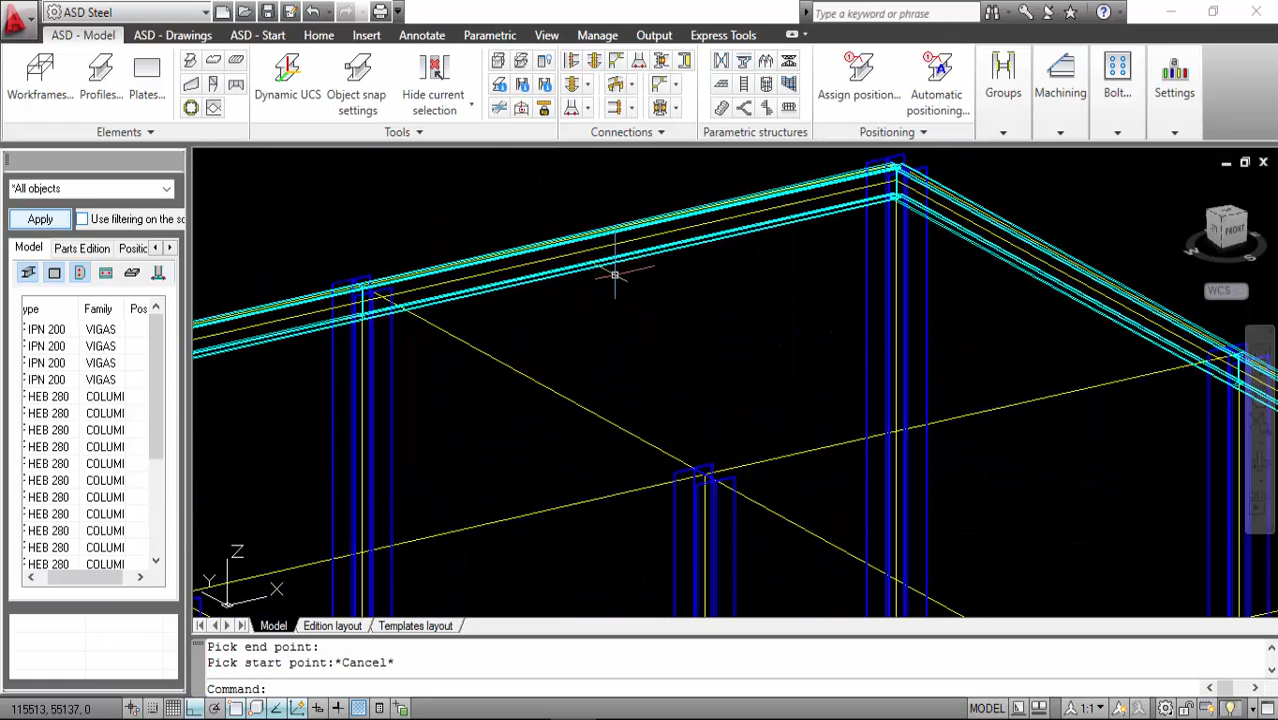 ASD Steel
Type a keyword or phrase
ASD - Model
ASD - Drawings
ASD - Start
Home
Insert
Annotate
Parametric
View
Manage
Output
Express Tools
Workframes...
Profiles...
Plates...
Dynamic UCS
Object snap
settings
Hide current
selection
Assign position...
Automatic
positioning...
Groups
Machining
Bolt...
Settings
Elements
Tools
Connections
Parametric structures
Positioning
*All objects
Apply
Use filtering on the sc
Model
Parts Edition
Positic
ype Family Pos
IPN 200 VIGAS
IPN 200 VIGAS
IPN 200 VIGAS
IPN 200 VIGAS
HEB 280 COLUMI
HEB 280 COLUMI
HEB 280 COLUMI
HEB 280 COLUMI
HEB 280 COLUMI
HEB 280 COLUMI
HEB 280 COLUMI
HEB 280 COLUMI
HEB 280 COLUMI
HEB 280 COLUMI
HEB 280 COLUMI
FRONT
WCS
Z
Y
X
Model
Edition layout
Templates layout
Pick end point:
Pick start point:*Cancel*
Command:
115513, 55137, 0
MODEL
1:1